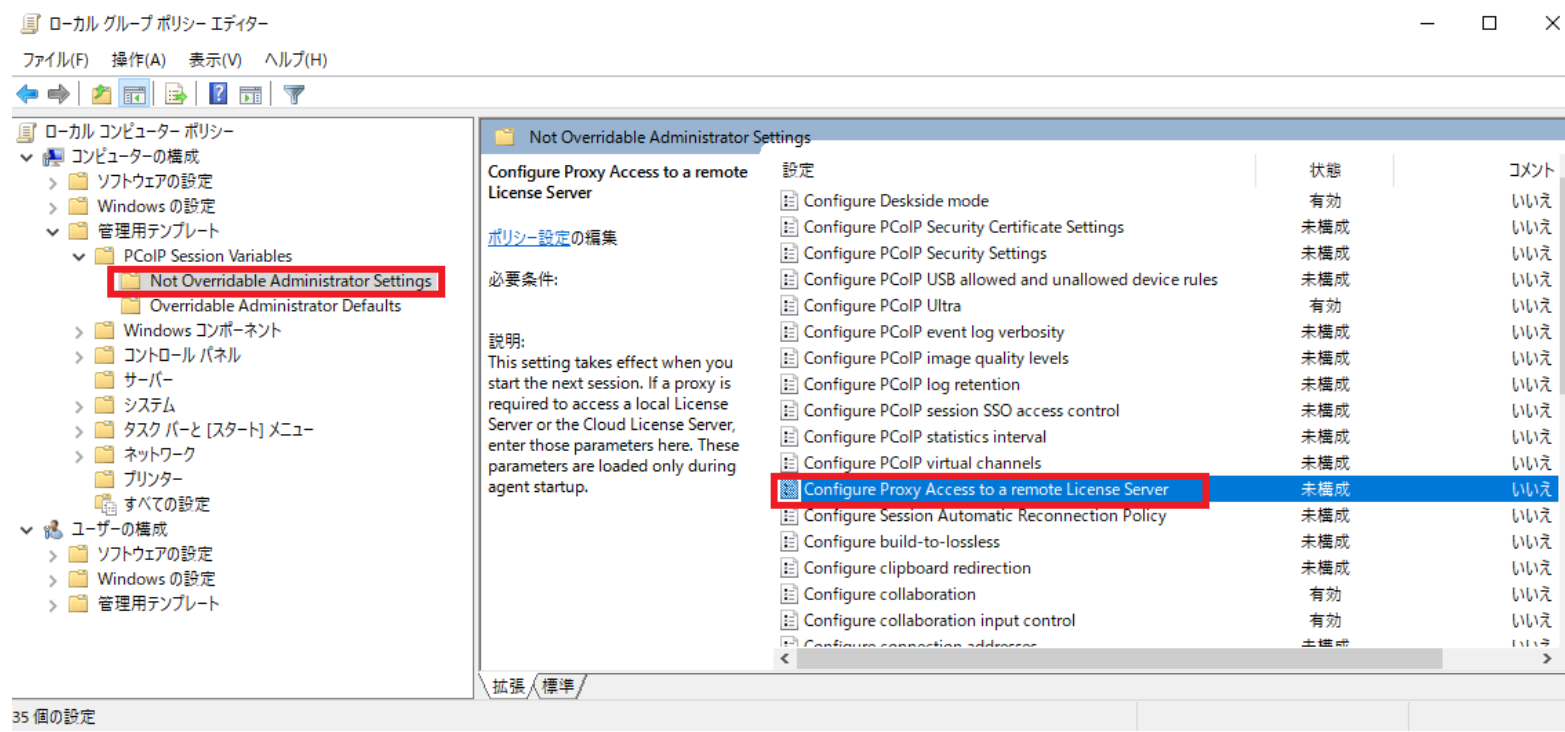 ローカル グループ ポリシー エディター
ファイル(F) 操作(A) 表示(V) ヘルプ(H)
ローカル コンピューター ポリシー
コンピューターの構成
ソフトウェアの設定
Windows の設定
管理用テンプレート
PCoIP Session Variables
Not Overridable Administrator Settings
Overridable Administrator Defaults
Windows コンポーネント
コントロール パネル
サーバー
システム
タスク バーと [スタート] メニュー
ネットワーク
プリンター
すべての設定
ユーザーの構成
ソフトウェアの設定
Windows の設定
管理用テンプレート
Not Overridable Administrator Settings
Configure Proxy Access to a remote
License Server
ポリシー設定の編集
必要条件:
説明:
This setting takes effect when you
start the next session. If a proxy is
required to access a local License
Server or the Cloud License Server,
enter those parameters here. These
parameters are loaded only during
agent startup.
設定 状態 コメント
Configure Deskside mode 有効 いいえ
Configure PCoIP Security Certificate Settings 未構成 いいえ
Configure PCoIP Security Settings 未構成 いいえ
Configure PCoIP USB allowed and unallowed device rules 未構成 いいえ
Configure PCoIP Ultra 有効 いいえ
Configure PCoIP event log verbosity 未構成 いいえ
Configure PCoIP image quality levels 未構成 いいえ
Configure PCoIP log retention 未構成 いいえ
Configure PCoIP session SSO access control 未構成 いいえ
Configure PCoIP statistics interval 未構成 いいえ
Configure PCoIP virtual channels 未構成 いいえ
Configure Proxy Access to a remote License Server 未構成 いいえ
Configure Session Automatic Reconnection Policy 未構成 いいえ
Configure build-to-lossless 未構成 いいえ
Configure clipboard redirection 未構成 いいえ
Configure collaboration 有効 いいえ
Configure collaboration input control 有効 いいえ
Configure connection addresses 未構成 いいえ
拡張 標準
35 個の設定